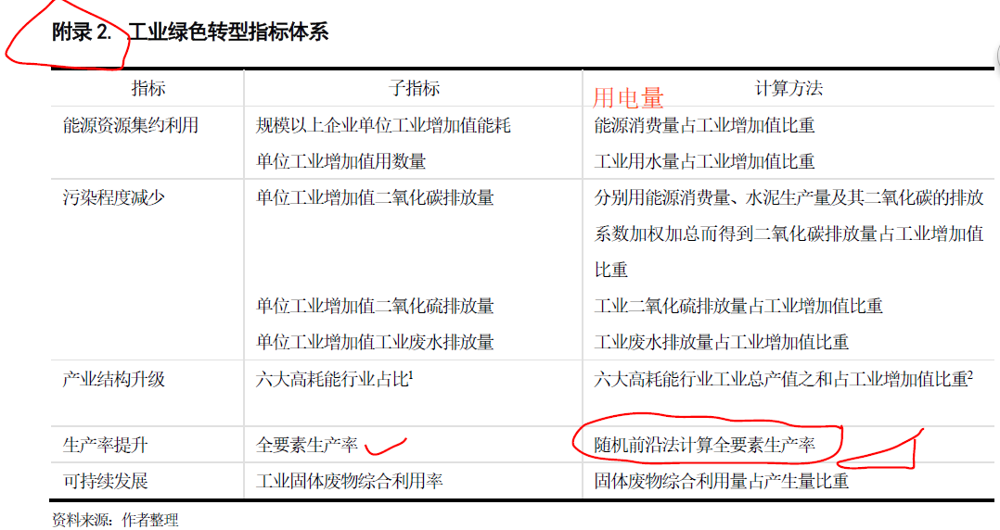 附录 2. 工业绿色转型指标体系
指标 子指标 计算方法
用电量
能源资源集约利用 规模以上企业单位工业增加值能耗 能源消费量占工业增加值比重
单位工业增加值用数量 工业用水量占工业增加值比重
污染程度减少 单位工业增加值二氧化碳排放量 分别用能源消费量、水泥生产量及其二氧化碳的排放
系数加权加总而得到二氧化碳排放量占工业增加值
比重
单位工业增加值二氧化硫排放量 工业二氧化硫排放量占工业增加值比重
单位工业增加值工业废水排放量 工业废水排放量占工业增加值比重
产业结构升级 六大高耗能行业占比¹ 六大高耗能行业工业总产值之和占工业增加值比重²
生产率提升 全要素生产率 随机前沿法计算全要素生产率
可持续发展 工业固体废物综合利用率 固体废物综合利用量占产生量比重
资料来源：作者整理